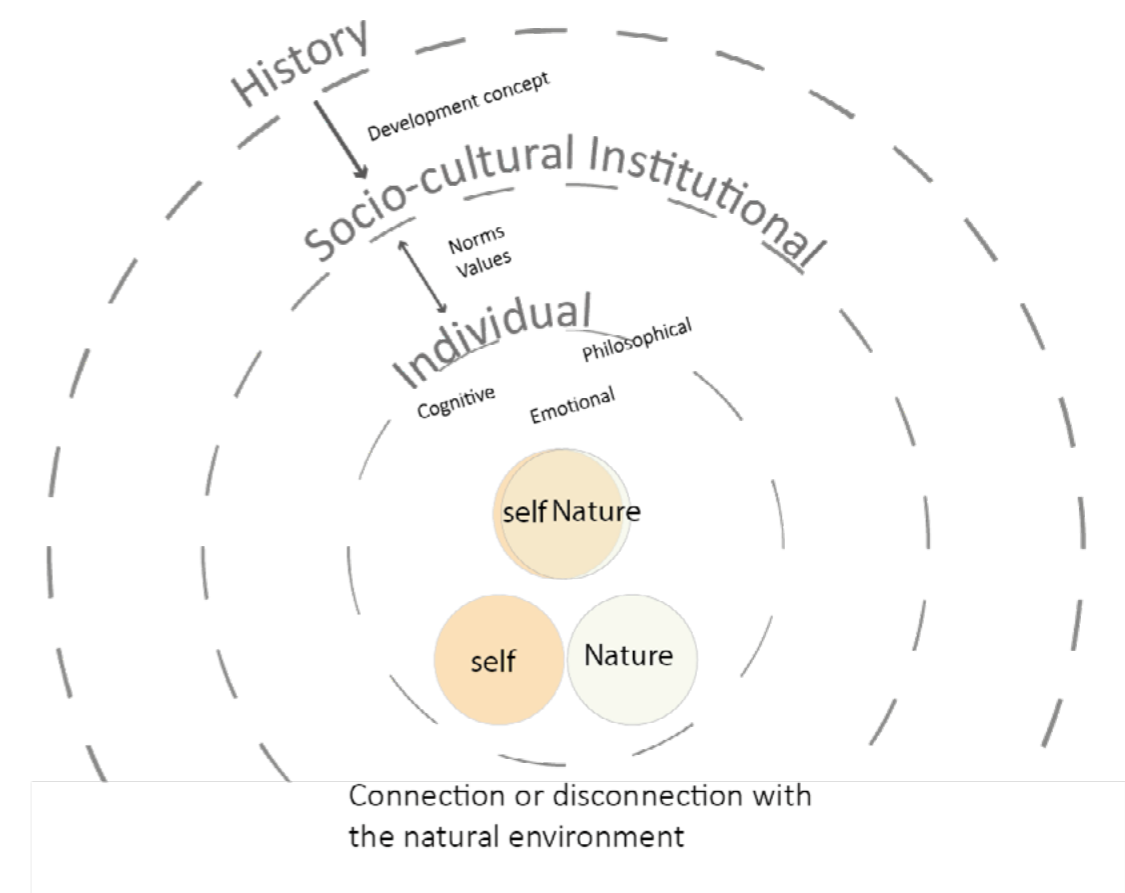 History
Development concept
Socio-cultural Institutional
Norms
Values
Individual
Philosophical
Cognitive
Emotional
self Nature
self
Nature
Connection or disconnection with
the natural environment